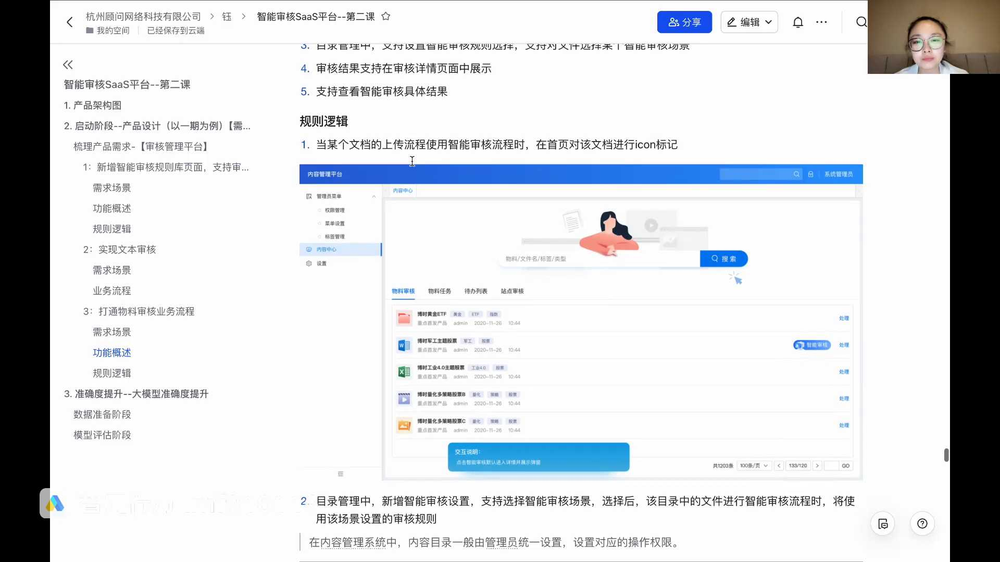 杭州顾问网络科技有限公司 > 钰 > 智能审核SaaS平台--第二课
我的空间 | 已经保存到云端
分享
编辑
智能审核SaaS平台--第二课
1. 产品架构图
2. 启动阶段--产品设计（以一期为例）【需...
梳理产品需求-【审核管理平台】
1：新增智能审核规则库页面，支持审...
需求场景
功能概述
规则逻辑
2：实现文本审核
需求场景
业务流程
3：打通物料审核业务流程
需求场景
功能概述
规则逻辑
3. 准确度提升--大模型准确度提升
数据准备阶段
模型评估阶段
3. 目录管理中，支持设置智能审核规则选择，支持对文件选择某个智能审核场景
4. 审核结果支持在审核详情页面中展示
5. 支持查看智能审核具体结果
规则逻辑
1. 当某个文档的上传流程使用智能审核流程时，在首页对该文档进行icon标记
内容管理平台
系统管理员
管理员菜单
权限管理
菜单设置
标签管理
内容中心
设置
内容中心
物料/文件名/标签/类型
搜索
物料审核 物料任务 待办列表 站点审核
博时黄金ETF 黄金 ETF 指数
重点首发产品 admin 2020-11-26 10:44
处理
博时军工主题股票 军工 股票
重点首发产品 admin 2020-11-26 10:44
智能审核 处理
博时工业4.0主题股票 工业4.0 股票
重点首发产品 admin 2020-11-26 10:44
处理
博时量化多策略股票B 量化 策略 股票
重点首发产品 admin 2020-11-26 10:44
处理
博时量化多策略股票C 量化 策略 股票
重点首发产品 admin 2020-11-26 10:44
处理
交互说明：
点击智能审核默认进入详情并展示弹窗
共1203条 100条/页 < 133/120 > GO
2. 目录管理中，新增智能审核设置，支持选择智能审核场景，选择后，该目录中的文件进行智能审核流程时，将使
用该场景设置的审核规则
在内容管理系统中，内容目录一般由管理员统一设置，设置对应的操作权限。